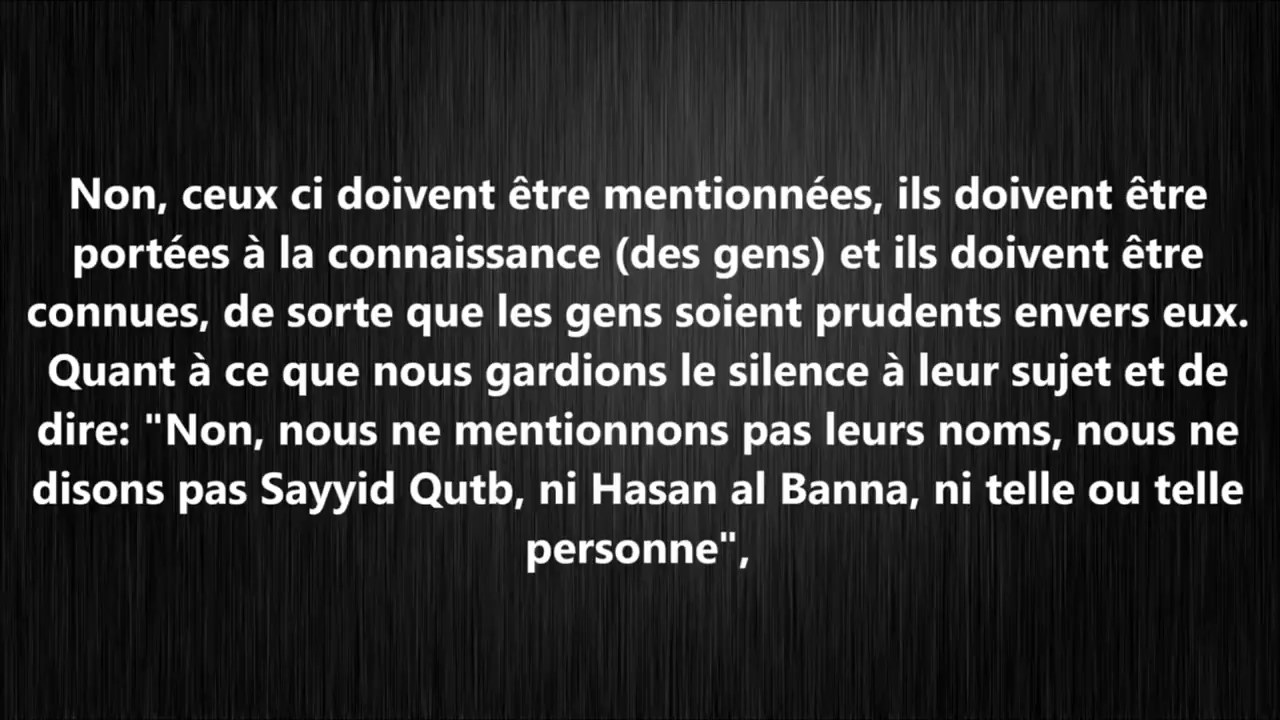 Non, ceux ci doivent être mentionnées, ils doivent être
portées à la connaissance (des gens) et ils doivent être
connues, de sorte que les gens soient prudents envers eux.
Quant à ce que nous gardions le silence à leur sujet et de
dire: "Non, nous ne mentionnons pas leurs noms, nous ne
disons pas Sayyid Qutb, ni Hasan al Banna, ni telle ou telle
personne",